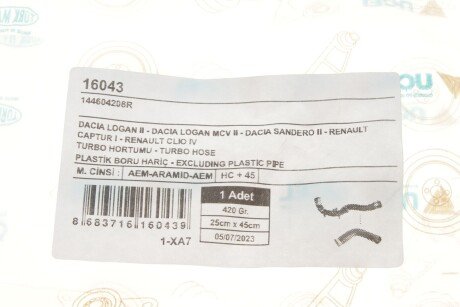 16043
144604208R
DACIA LOGAN II - DACIA LOGAN MCV II - DACIA SANDERO II - RENAULT
CAPTUR I - RENAULT CLIO IV
TURBO HORTUMU - TURBO HOSE
PLASTİK BORU HARİÇ - EXCLUDING PLASTIC PIPE
M. CİNSİ : AEM-ARAMID-AEM HC + 45
1 Adet
420 Gr.
25cm x 45cm
05/07/2023
8 683716 160439
1-XA7